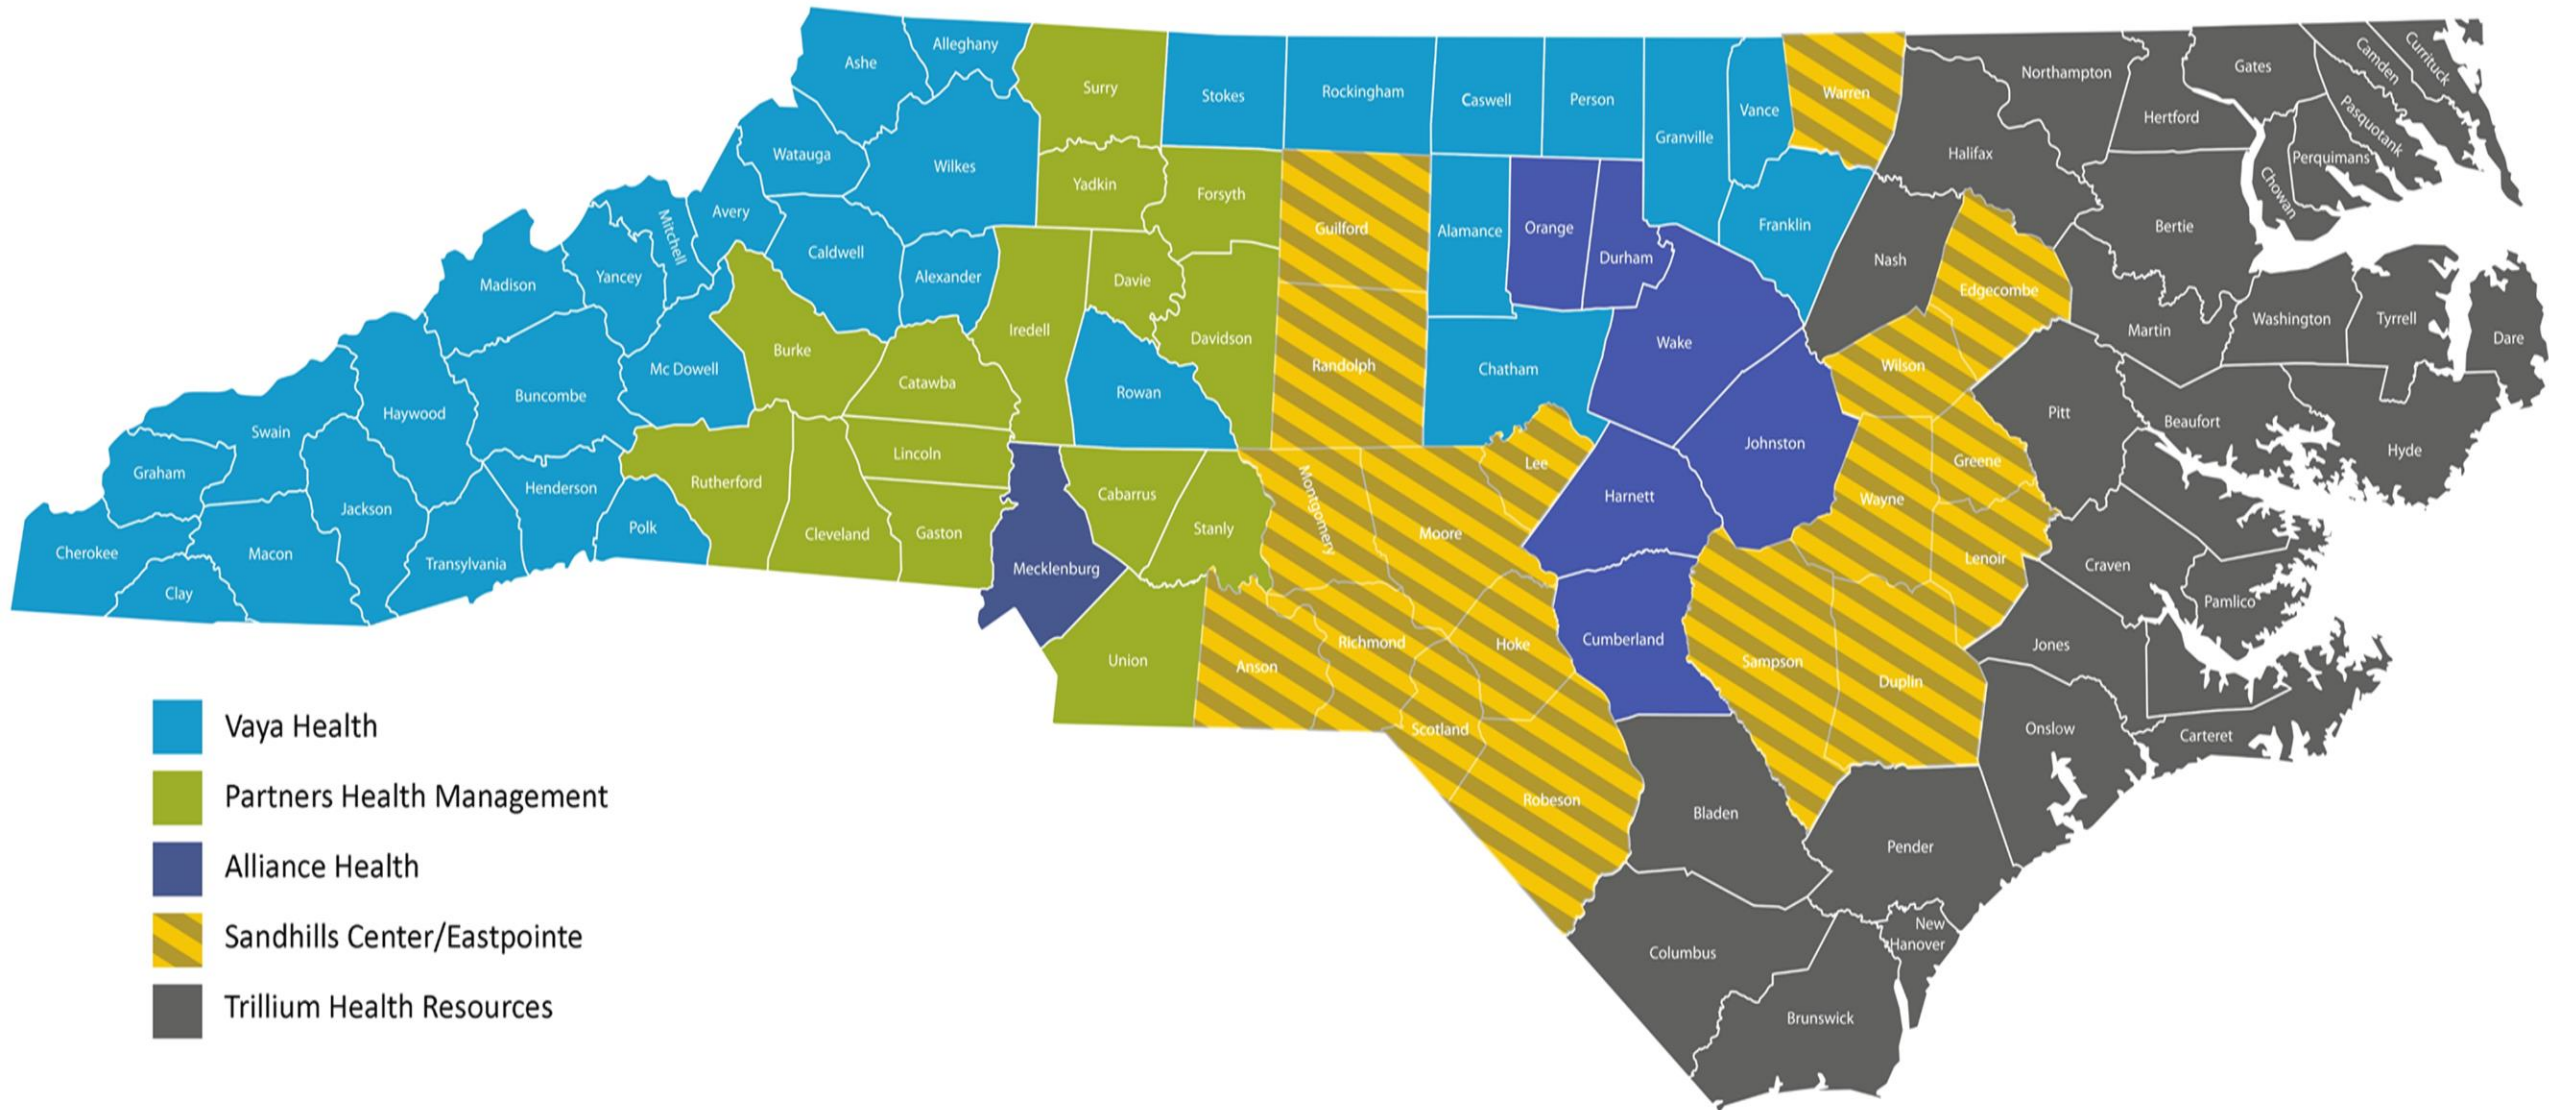 Ashe
Alleghany
Surry
Stokes
Rockingham
Caswell
Person
Granville
Vance
Warren
Northampton
Gates
Camden
Currituck
Hertford
Pasquotank
Perquimans
Chowan
Halifax
Watauga
Wilkes
Yadkin
Forsyth
Guilford
Alamance
Orange
Durham
Franklin
Nash
Edgecombe
Bertie
Avery
Mitchell
Yancey
Madison
Caldwell
Alexander
Iredell
Davie
Davidson
Randolph
Chatham
Wake
Wilson
Martin
Washington
Tyrrell
Dare
Swain
Haywood
Buncombe
Mc Dowell
Burke
Catawba
Rowan
Johnston
Pitt
Beaufort
Hyde
Graham
Jackson
Henderson
Polk
Rutherford
Lincoln
Cleveland
Gaston
Cabarrus
Stanly
Montgomery
Moore
Lee
Harnett
Wayne
Greene
Lenoir
Craven
Pamlico
Cherokee
Clay
Macon
Transylvania
Mecklenburg
Union
Anson
Richmond
Hoke
Scotland
Cumberland
Sampson
Duplin
Jones
Onslow
Carteret
Robeson
Bladen
Pender
New
Hanover
Columbus
Brunswick
Vaya Health
Partners Health Management
Alliance Health
Sandhills Center/Eastpointe
Trillium Health Resources